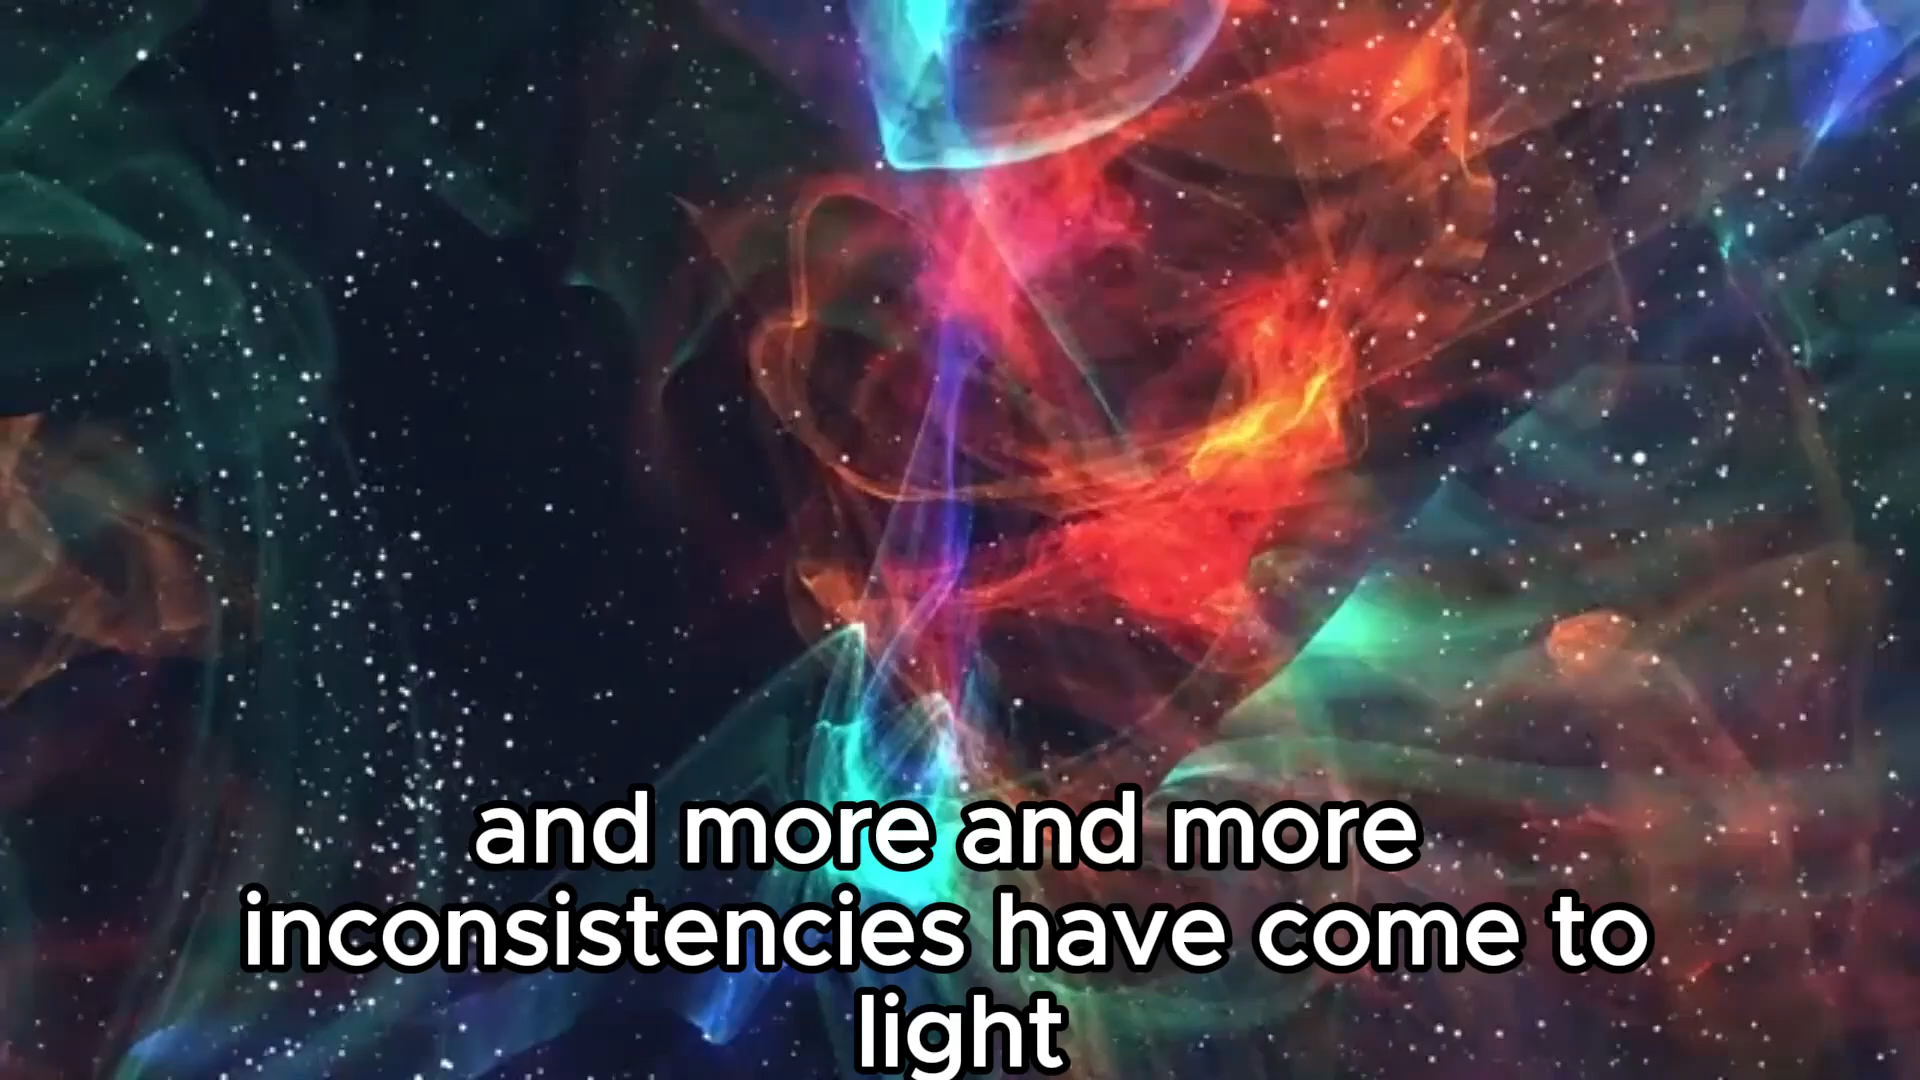 and more and more
inconsistencies have come to
light